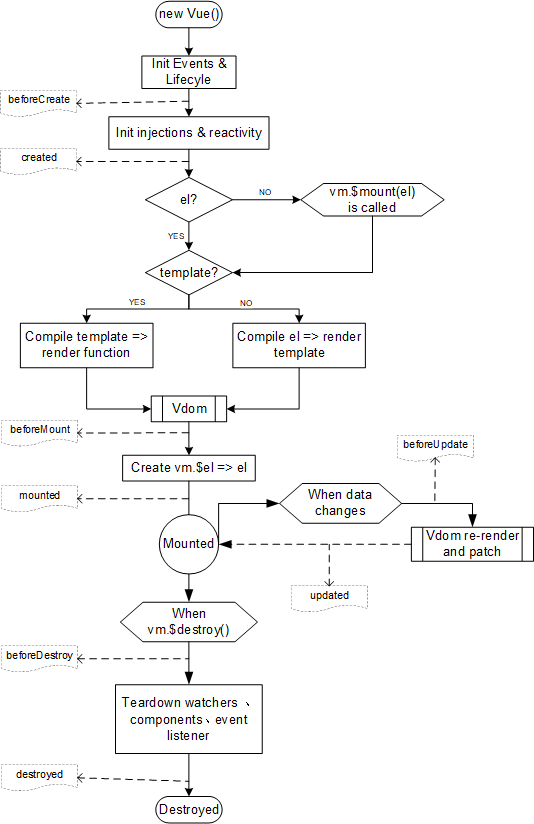 new Vue()
Init Events &
Lifecyle
beforeCreate
Init injections & reactivity
created
el?
NO
vm.$mount(el)
is called
YES
template?
YES
NO
Compile template =>
render function
Compile el => render
template
Vdom
beforeMount
Create vm.$el => el
beforeUpdate
mounted
When data
changes
Mounted
Vdom re-render
and patch
updated
When
vm.$destroy()
beforeDestroy
Teardown watchers 、
components、event
listener
destroyed
Destroyed